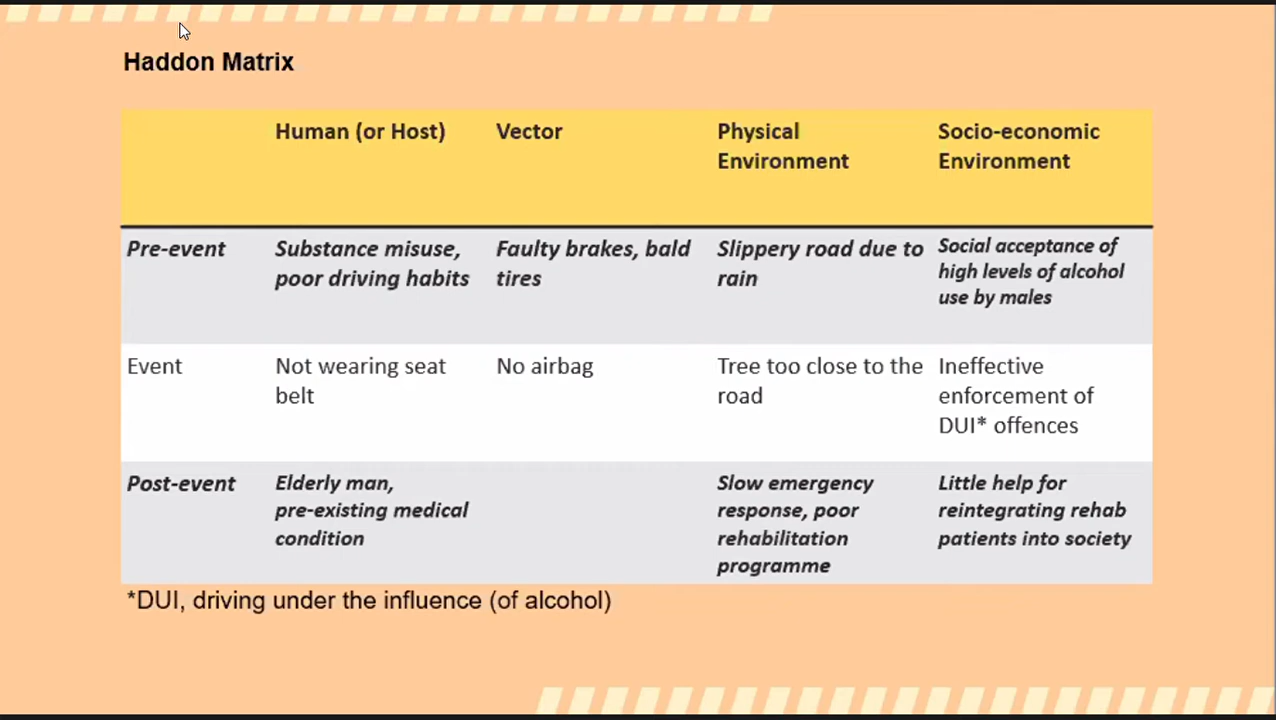 Haddon Matrix
Human (or Host)
Vector
Physical
Environment
Socio-economic
Environment
Pre-event
Substance misuse,
poor driving habits
Faulty brakes, bald
tires
Slippery road due to
rain
Social acceptance of
high levels of alcohol
use by males
Event
Not wearing seat
belt
No airbag
Tree too close to the
road
Ineffective
enforcement of
DUI* offences
Post-event
Elderly man,
pre-existing medical
condition
Slow emergency
response, poor
rehabilitation
programme
Little help for
reintegrating rehab
patients into society
*DUI, driving under the influence (of alcohol)